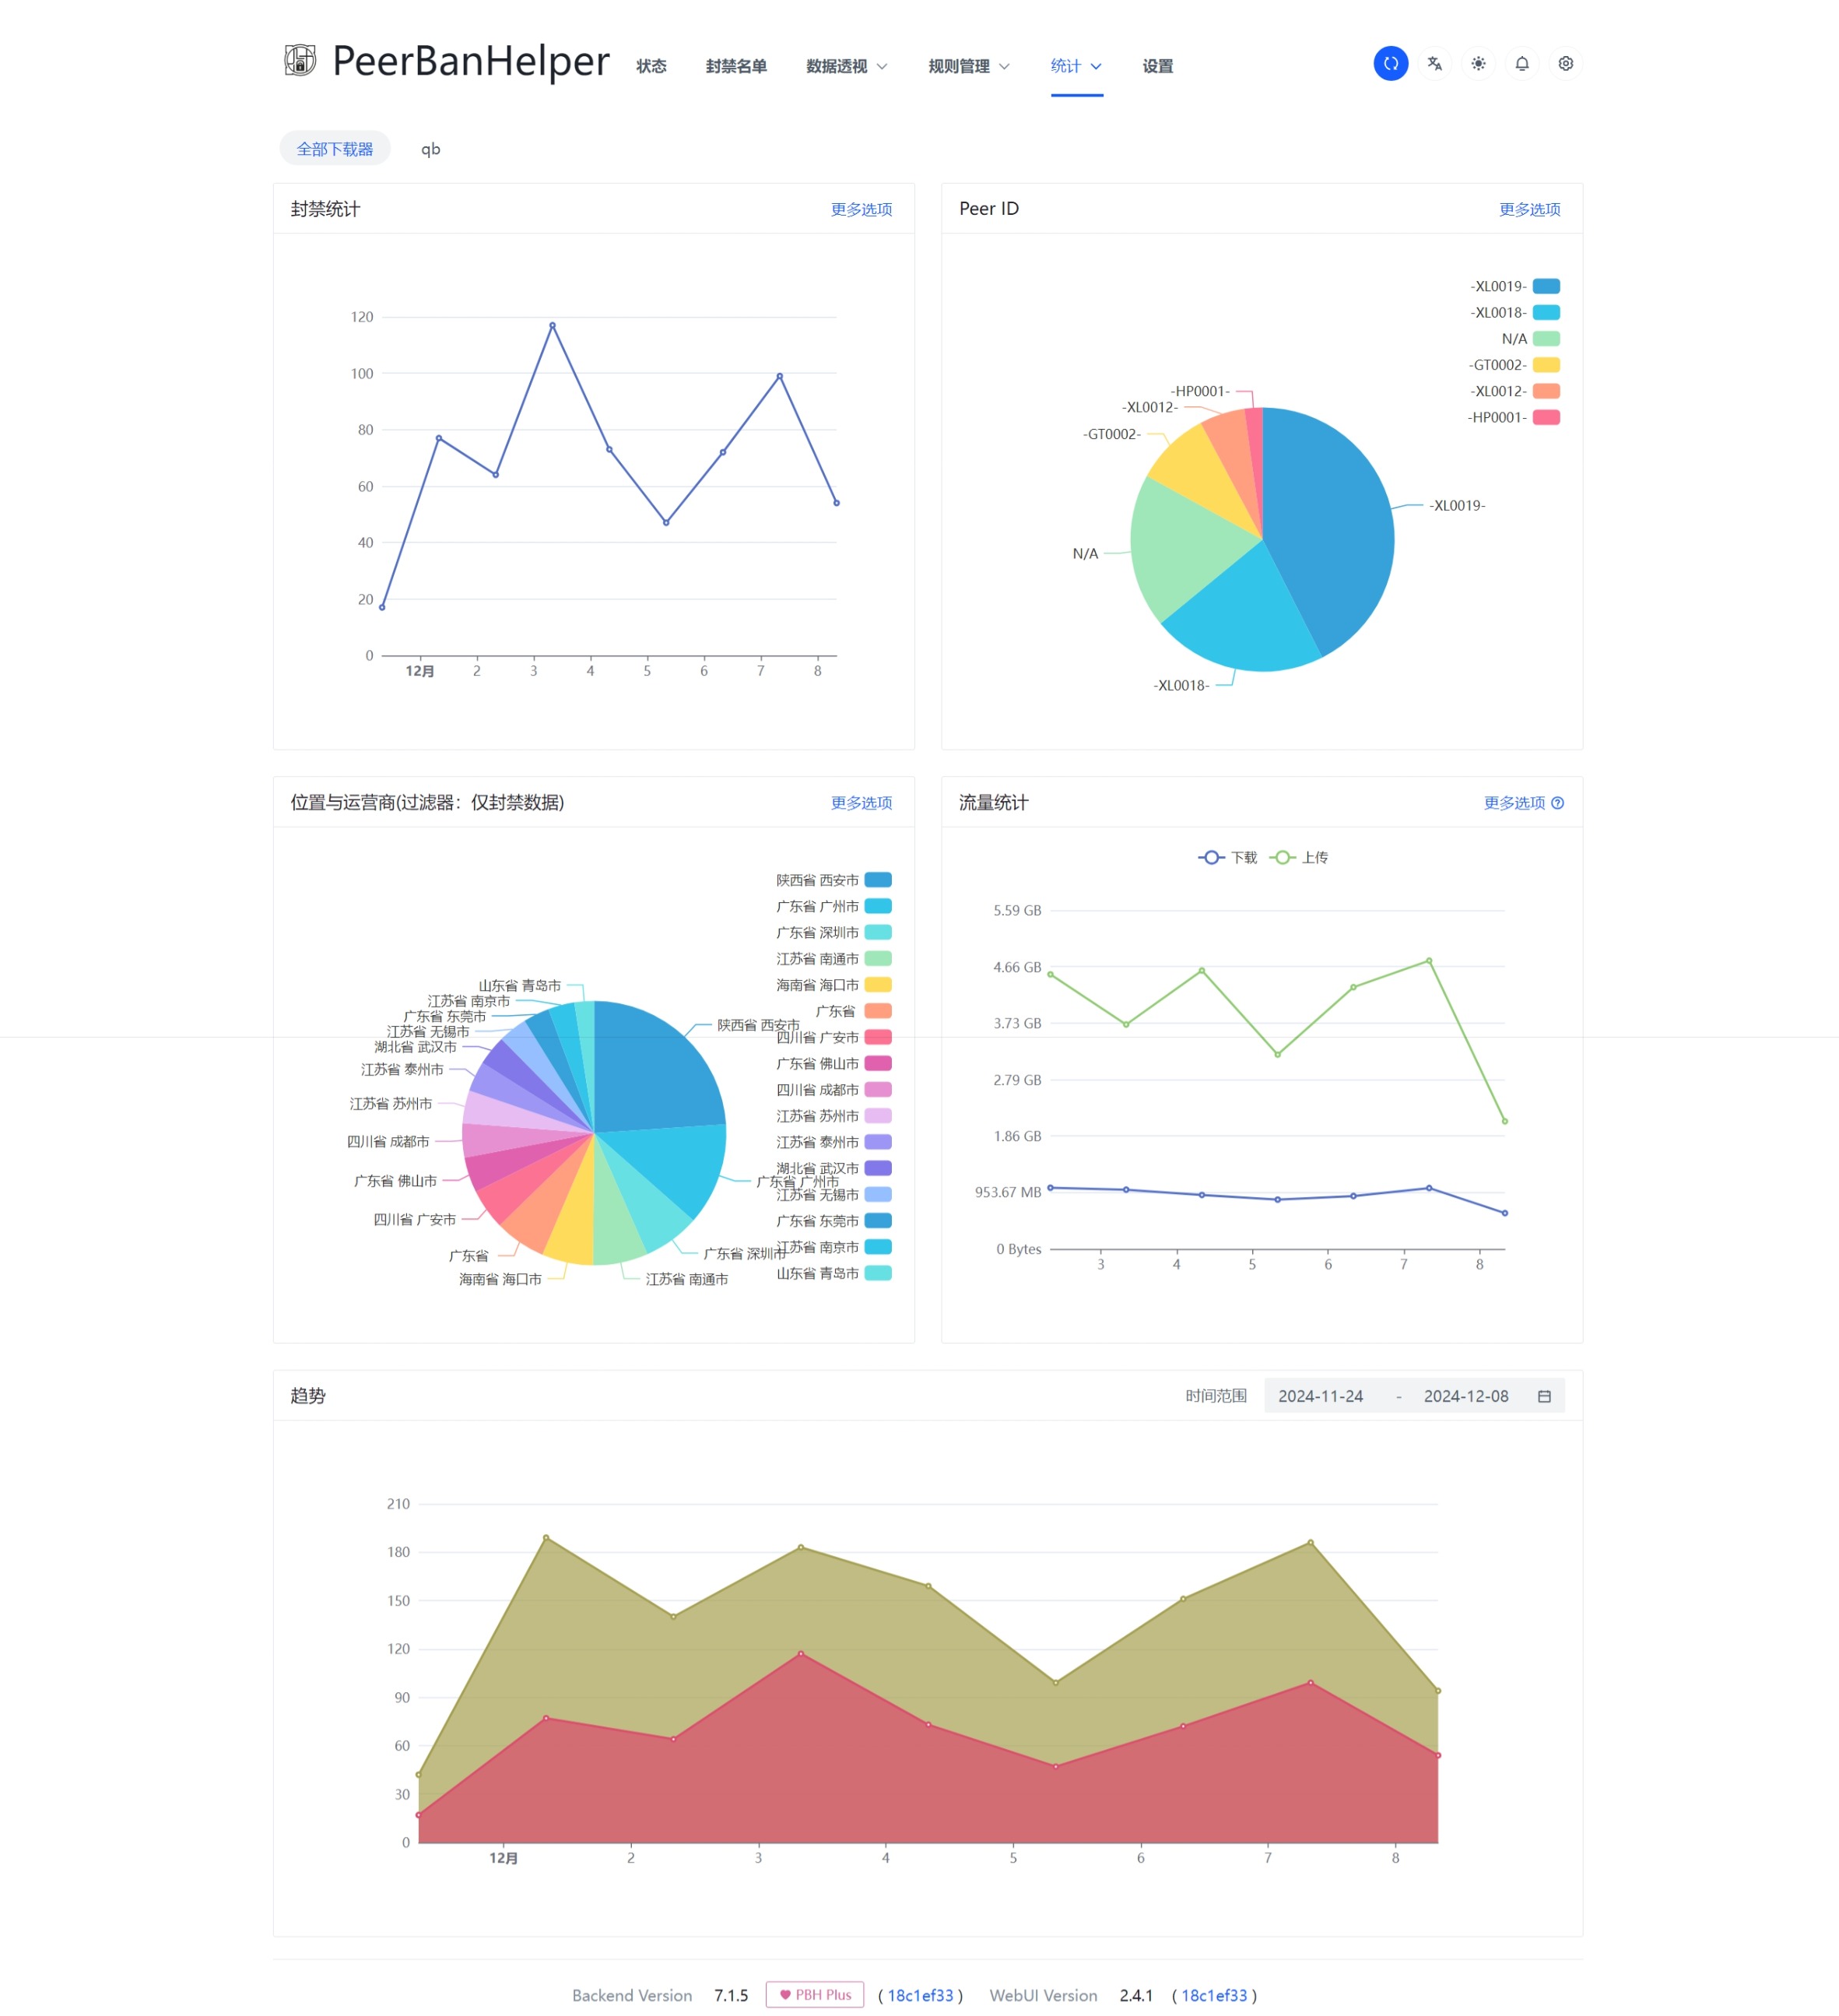 PeerBanHelper 状态 封禁名单 数据透视 规则管理 统计 设置
全部下载器 qb
封禁统计 更多选项
120
100
80
60
40
20
0
12月 2 3 4 5 6 7 8
Peer ID 更多选项
-XL0019-
-XL0018-
N/A
-GT0002-
-XL0012-
-HP0001-
-HP0001-
-XL0012-
-GT0002-
-XL0019-
N/A
-XL0018-
位置与运营商(过滤器：仅封禁数据) 更多选项
陕西省 西安市
广东省 广州市
广东省 深圳市
江苏省 南通市
海南省 海口市
广东省
四川省 广安市
广东省 佛山市
四川省 成都市
江苏省 苏州市
江苏省 泰州市
湖北省 武汉市
江苏省 无锡市
广东省 东莞市
江苏省 南京市
山东省 青岛市
山东省 青岛市
江苏省 南京市
广东省 东莞市
江苏省 无锡市
湖北省 武汉市
江苏省 泰州市
江苏省 苏州市
四川省 成都市
广东省 佛山市
四川省 广安市
广东省
海南省 海口市
江苏省 南通市
广东省 深圳市
广东省 广州市
陕西省 西安市
流量统计 更多选项
下载 上传
5.59 GB
4.66 GB
3.73 GB
2.79 GB
1.86 GB
953.67 MB
0 Bytes
3 4 5 6 7 8
趋势 时间范围 2024-11-24 - 2024-12-08
210
180
150
120
90
60
30
0
12月 2 3 4 5 6 7 8
Backend Version 7.1.5 PBH Plus ( 18c1ef33 ) WebUI Version 2.4.1 ( 18c1ef33 )